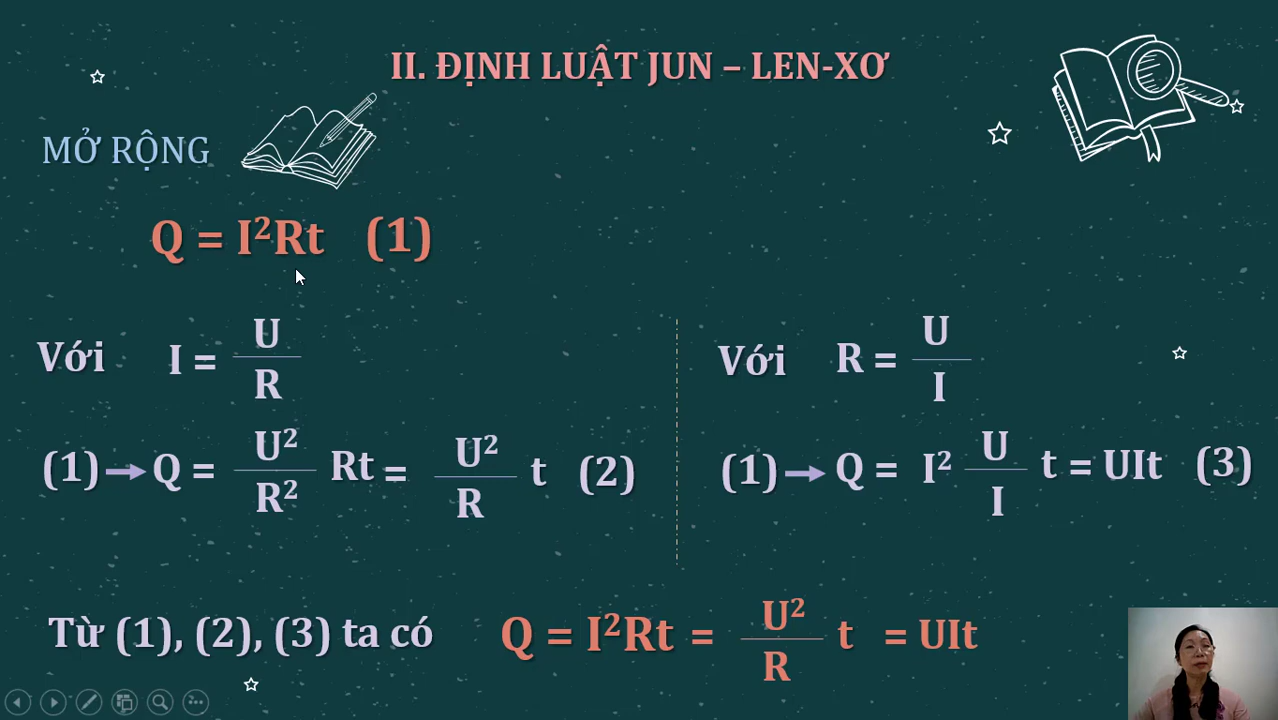 II. ĐỊNH LUẬT JUN – LEN-XƠ
MỞ RỘNG
Q = I²Rt (1)
Với I = U/R
(1) → Q = U²/R² Rt = U²/R t (2)
Với R = U/I
(1) → Q = I² U/I t = UIt (3)
Từ (1), (2), (3) ta có Q = I²Rt = U²/R t = UIt